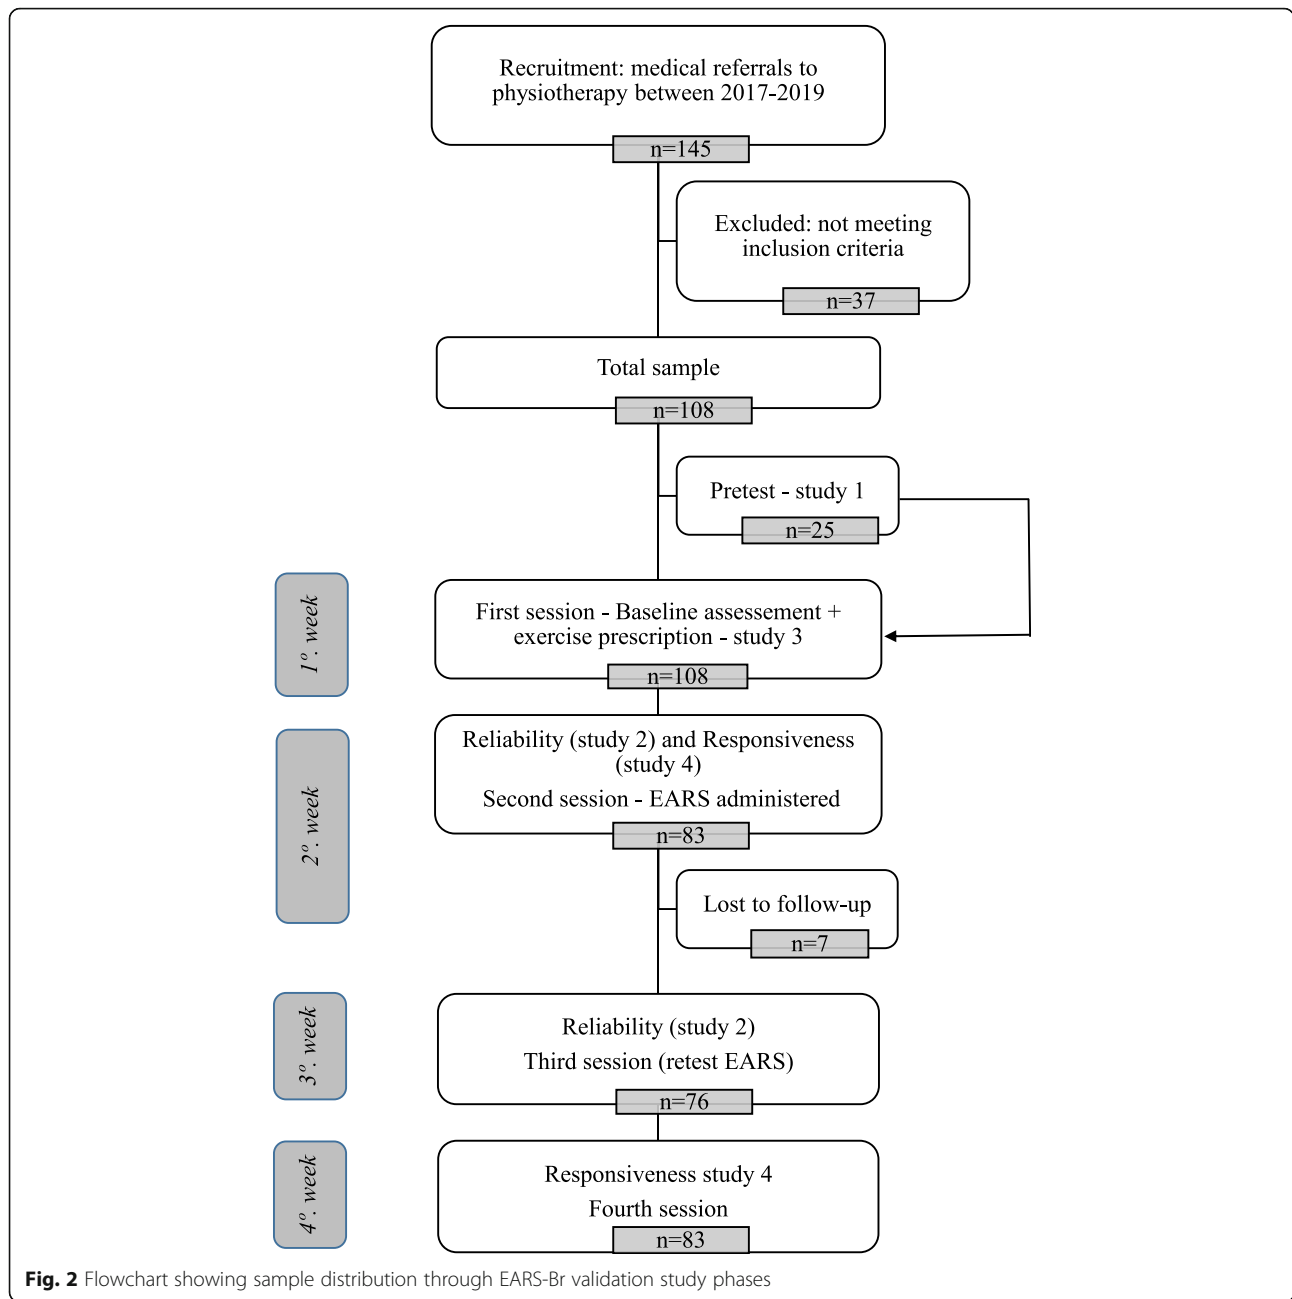 Recruitment: medical referrals to
physiotherapy between 2017-2019
n=145
Excluded: not meeting
inclusion criteria
n=37
Total sample
n=108
Pretest - study 1
n=25
1º. week
First session - Baseline assessement +
exercise prescription - study 3
n=108
2º. week
Reliability (study 2) and Responsiveness
(study 4)
Second session - EARS administered
n=83
Lost to follow-up
n=7
3º. week
Reliability (study 2)
Third session (retest EARS)
n=76
4º. week
Responsiveness study 4
Fourth session
n=83
Fig. 2 Flowchart showing sample distribution through EARS-Br validation study phases